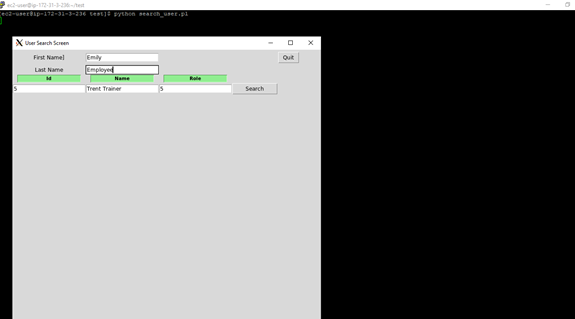 ec2-user@ip-172-31-3-236:~/test
ec2-user@ip-172-31-3-236 test]$ python search_user.pl
User Search Screen
First Name] Emily Quit
Last Name Employee
Id Name Role
5 Trent Trainer 5 Search